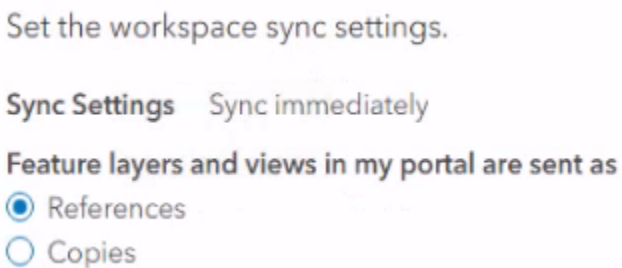 Set the workspace sync settings.
Sync Settings Sync immediately
Feature layers and views in my portal are sent as
References
Copies